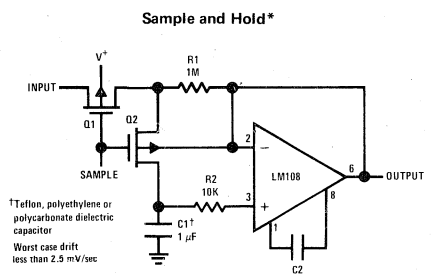 Sample and Hold*
V+
R1
1M
INPUT
Q1
Q2
SAMPLE
2
−
LM108
6
OUTPUT
R2
10K
3
+
8
1
C1†
1 µF
C2
†Teflon, polyethylene or
polycarbonate dielectric
capacitor
Worst case drift
less than 2.5 mV/sec